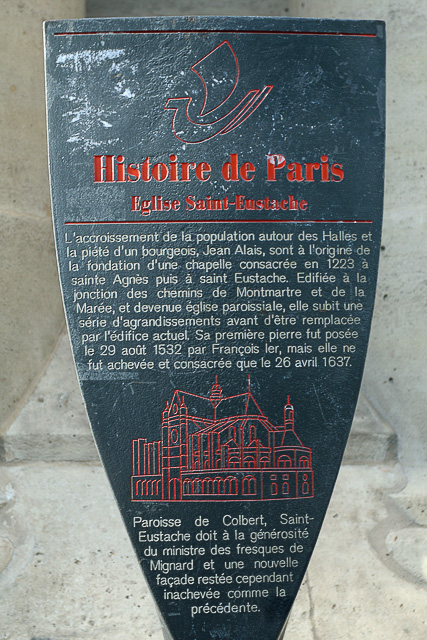 Histoire de Paris
Eglise Saint-Eustache
L'accroissement de la population autour des Halles et
la piété d'un bourgeois, Jean Alais, sont à l'origine de
la fondation d'une chapelle consacrée en 1223 à
sainte Agnès puis à saint Eustache. Edifiée à la
jonction des chemins de Montmartre et de la
Marée, et devenue église paroissiale, elle subit une
série d'agrandissements avant d'être remplacée
par l'édifice actuel. Sa première pierre fut posée
le 29 août 1532 par François Ier, mais elle ne
fut achevée et consacrée que le 26 avril 1637.
Paroisse de Colbert, Saint-
Eustache doit à la générosité
du ministre des fresques de
Mignard et une nouvelle
façade restée cependant
inachevée comme la
précédente.